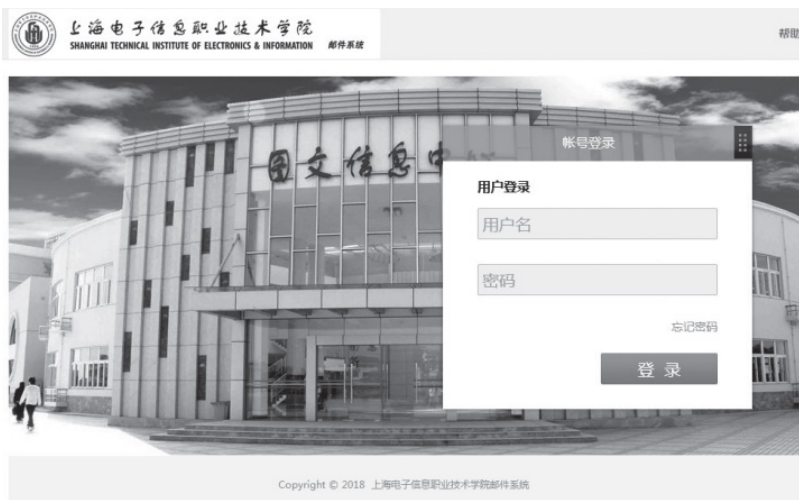 上海电子信息职业技术学院
SHANGHAI TECHNICAL INSTITUTE OF ELECTRONICS & INFORMATION 邮件系统
帮助
图文信息中
帐号登录
用户登录
用户名
密码
忘记密码
登 录
Copyright © 2018 上海电子信息职业技术学院邮件系统